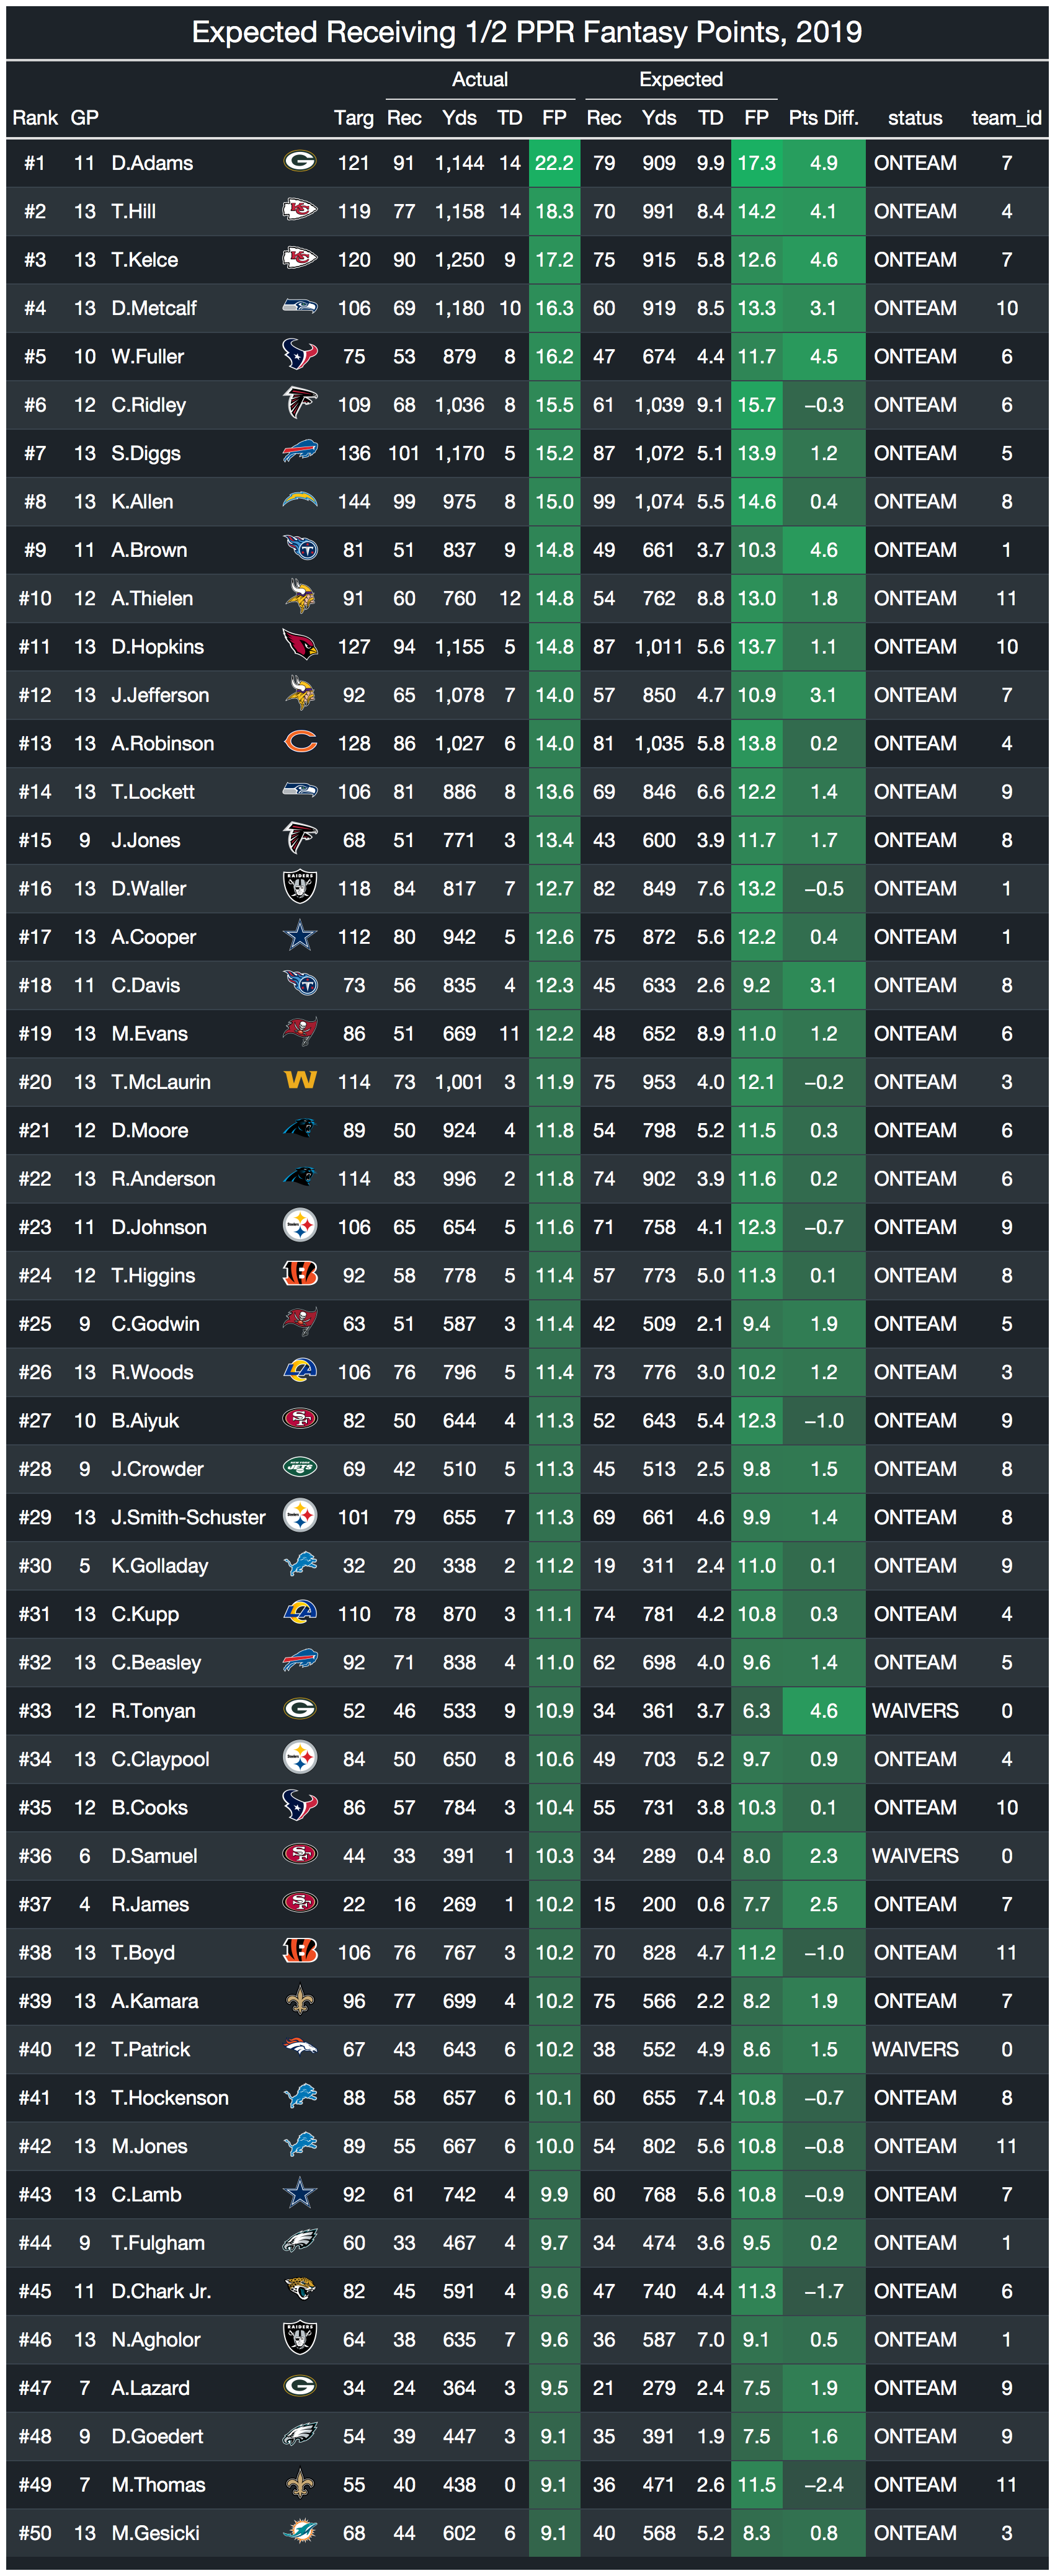 Expected Receiving 1/2 PPR Fantasy Points, 2019
Actual Expected
Rank GP Targ Rec Yds TD FP Rec Yds TD FP Pts Diff. status team_id
#1 11 D.Adams 121 91 1,144 14 22.2 79 909 9.9 17.3 4.9 ONTEAM 7
#2 13 T.Hill 119 77 1,158 14 18.3 70 991 8.4 14.2 4.1 ONTEAM 4
#3 13 T.Kelce 120 90 1,250 9 17.2 75 915 5.8 12.6 4.6 ONTEAM 7
#4 13 D.Metcalf 106 69 1,180 10 16.3 60 919 8.5 13.3 3.1 ONTEAM 10
#5 10 W.Fuller 75 53 879 8 16.2 47 674 4.4 11.7 4.5 ONTEAM 6
#6 12 C.Ridley 109 68 1,036 8 15.5 61 1,039 9.1 15.7 −0.3 ONTEAM 6
#7 13 S.Diggs 136 101 1,170 5 15.2 87 1,072 5.1 13.9 1.2 ONTEAM 5
#8 13 K.Allen 144 99 975 8 15.0 99 1,074 5.5 14.6 0.4 ONTEAM 8
#9 11 A.Brown 81 51 837 9 14.8 49 661 3.7 10.3 4.6 ONTEAM 1
#10 12 A.Thielen 91 60 760 12 14.8 54 762 8.8 13.0 1.8 ONTEAM 11
#11 13 D.Hopkins 127 94 1,155 5 14.8 87 1,011 5.6 13.7 1.1 ONTEAM 10
#12 13 J.Jefferson 92 65 1,078 7 14.0 57 850 4.7 10.9 3.1 ONTEAM 7
#13 13 A.Robinson 128 86 1,027 6 14.0 81 1,035 5.8 13.8 0.2 ONTEAM 4
#14 13 T.Lockett 106 81 886 8 13.6 69 846 6.6 12.2 1.4 ONTEAM 9
#15 9 J.Jones 68 51 771 3 13.4 43 600 3.9 11.7 1.7 ONTEAM 8
#16 13 D.Waller RAIDERS 118 84 817 7 12.7 82 849 7.6 13.2 −0.5 ONTEAM 1
#17 13 A.Cooper 112 80 942 5 12.6 75 872 5.6 12.2 0.4 ONTEAM 1
#18 11 C.Davis 73 56 835 4 12.3 45 633 2.6 9.2 3.1 ONTEAM 8
#19 13 M.Evans 86 51 669 11 12.2 48 652 8.9 11.0 1.2 ONTEAM 6
#20 13 T.McLaurin 114 73 1,001 3 11.9 75 953 4.0 12.1 −0.2 ONTEAM 3
#21 12 D.Moore 89 50 924 4 11.8 54 798 5.2 11.5 0.3 ONTEAM 6
#22 13 R.Anderson 114 83 996 2 11.8 74 902 3.9 11.6 0.2 ONTEAM 6
#23 11 D.Johnson 106 65 654 5 11.6 71 758 4.1 12.3 −0.7 ONTEAM 9
#24 12 T.Higgins 92 58 778 5 11.4 57 773 5.0 11.3 0.1 ONTEAM 8
#25 9 C.Godwin 63 51 587 3 11.4 42 509 2.1 9.4 1.9 ONTEAM 5
#26 13 R.Woods 106 76 796 5 11.4 73 776 3.0 10.2 1.2 ONTEAM 3
#27 10 B.Aiyuk 82 50 644 4 11.3 52 643 5.4 12.3 −1.0 ONTEAM 9
#28 9 J.Crowder JETS 69 42 510 5 11.3 45 513 2.5 9.8 1.5 ONTEAM 8
#29 13 J.Smith-Schuster 101 79 655 7 11.3 69 661 4.6 9.9 1.4 ONTEAM 8
#30 5 K.Golladay 32 20 338 2 11.2 19 311 2.4 11.0 0.1 ONTEAM 9
#31 13 C.Kupp 110 78 870 3 11.1 74 781 4.2 10.8 0.3 ONTEAM 4
#32 13 C.Beasley 92 71 838 4 11.0 62 698 4.0 9.6 1.4 ONTEAM 5
#33 12 R.Tonyan 52 46 533 9 10.9 34 361 3.7 6.3 4.6 WAIVERS 0
#34 13 C.Claypool 84 50 650 8 10.6 49 703 5.2 9.7 0.9 ONTEAM 4
#35 12 B.Cooks 86 57 784 3 10.4 55 731 3.8 10.3 0.1 ONTEAM 10
#36 6 D.Samuel 44 33 391 1 10.3 34 289 0.4 8.0 2.3 WAIVERS 0
#37 4 R.James 22 16 269 1 10.2 15 200 0.6 7.7 2.5 ONTEAM 7
#38 13 T.Boyd 106 76 767 3 10.2 70 828 4.7 11.2 −1.0 ONTEAM 11
#39 13 A.Kamara 96 77 699 4 10.2 75 566 2.2 8.2 1.9 ONTEAM 7
#40 12 T.Patrick 67 43 643 6 10.2 38 552 4.9 8.6 1.5 WAIVERS 0
#41 13 T.Hockenson 88 58 657 6 10.1 60 655 7.4 10.8 −0.7 ONTEAM 8
#42 13 M.Jones 89 55 667 6 10.0 54 802 5.6 10.8 −0.8 ONTEAM 11
#43 13 C.Lamb 92 61 742 4 9.9 60 768 5.6 10.8 −0.9 ONTEAM 7
#44 9 T.Fulgham 60 33 467 4 9.7 34 474 3.6 9.5 0.2 ONTEAM 1
#45 11 D.Chark Jr. 82 45 591 4 9.6 47 740 4.4 11.3 −1.7 ONTEAM 6
#46 13 N.Agholor RAIDERS 64 38 635 7 9.6 36 587 7.0 9.1 0.5 ONTEAM 1
#47 7 A.Lazard 34 24 364 3 9.5 21 279 2.4 7.5 1.9 ONTEAM 9
#48 9 D.Goedert 54 39 447 3 9.1 35 391 1.9 7.5 1.6 ONTEAM 9
#49 7 M.Thomas 55 40 438 0 9.1 36 471 2.6 11.5 −2.4 ONTEAM 11
#50 13 M.Gesicki 68 44 602 6 9.1 40 568 5.2 8.3 0.8 ONTEAM 3